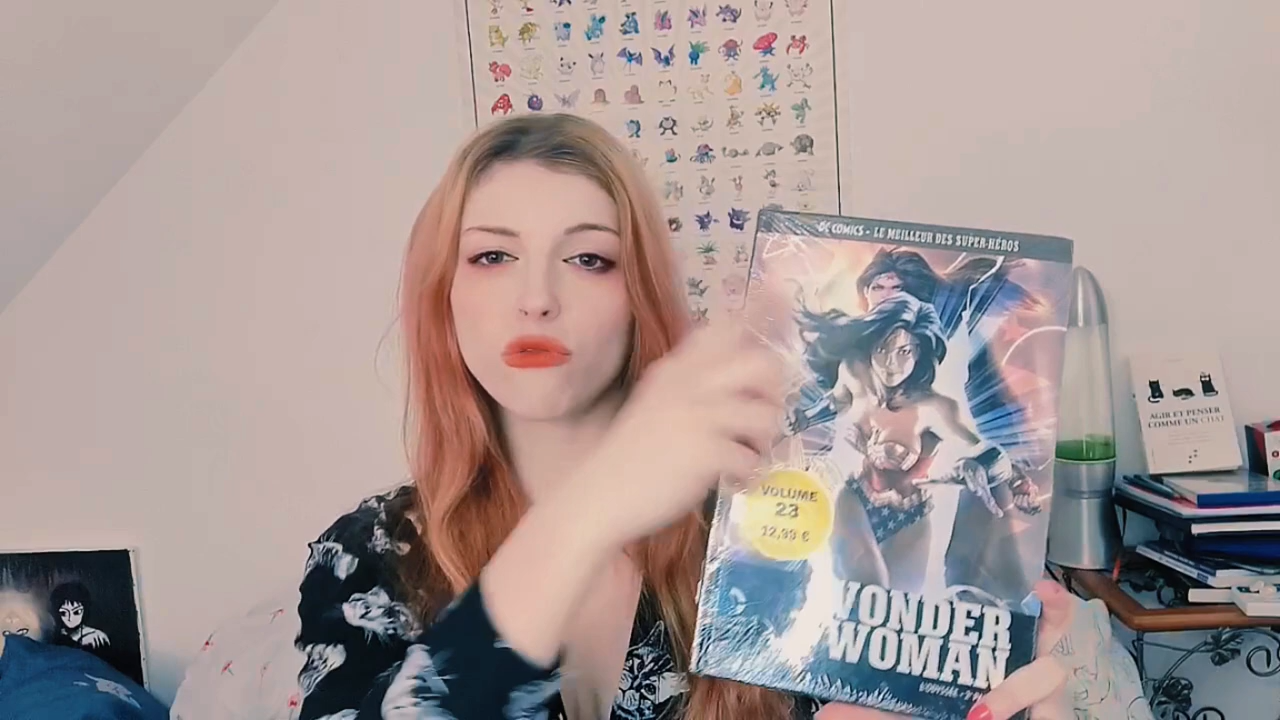 DC COMICS - LE MEILLEUR DES SUPER-HÉROS
VOLUME
23
12,99 €
WONDER
WOMAN
AGIR ET PENSER
COMME UN CHAT